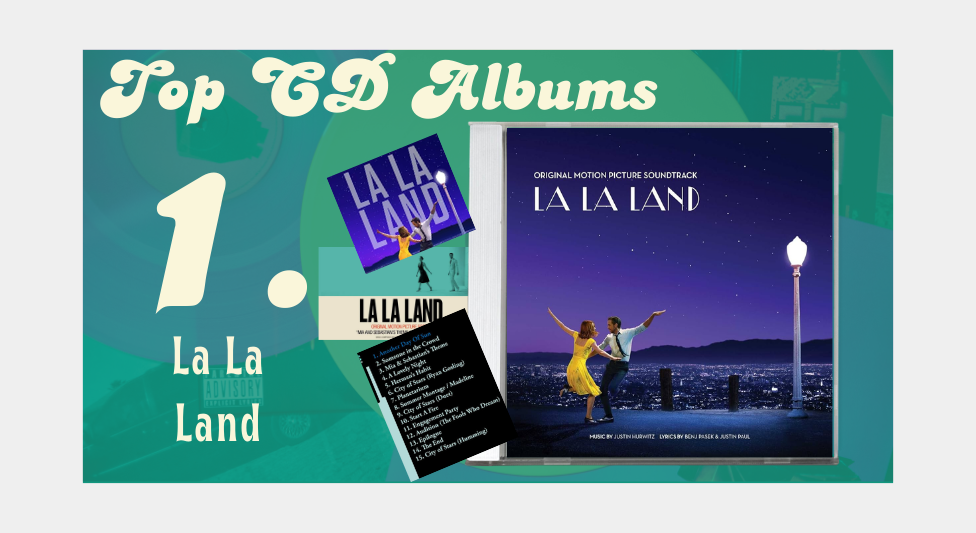 Top CD Albums
1.
La La
Land
LA LA
LAND
LA LA LAND
ORIGINAL MOTION PICTURE
1. Another Day Of Sun
2. Someone in the Crowd
3. Mia & Sebastian's Theme
4. A Lovely Night
5. Herman's Habit
6. City of Stars (Ryan Gosling)
7. Planetarium
8. Summer Montage / Madeline
9. City of Stars (Duet)
10. Start A Fire
11. Engagement Party
12. Audition (The Fools Who Dream)
13. Epilogue
14. The End
15. City of Stars (Humming)
ORIGINAL MOTION PICTURE SOUNDTRACK
LA LA LAND
MUSIC BY JUSTIN HURWITZ LYRICS BY BENJ PASEK & JUSTIN PAUL
ADVISORY